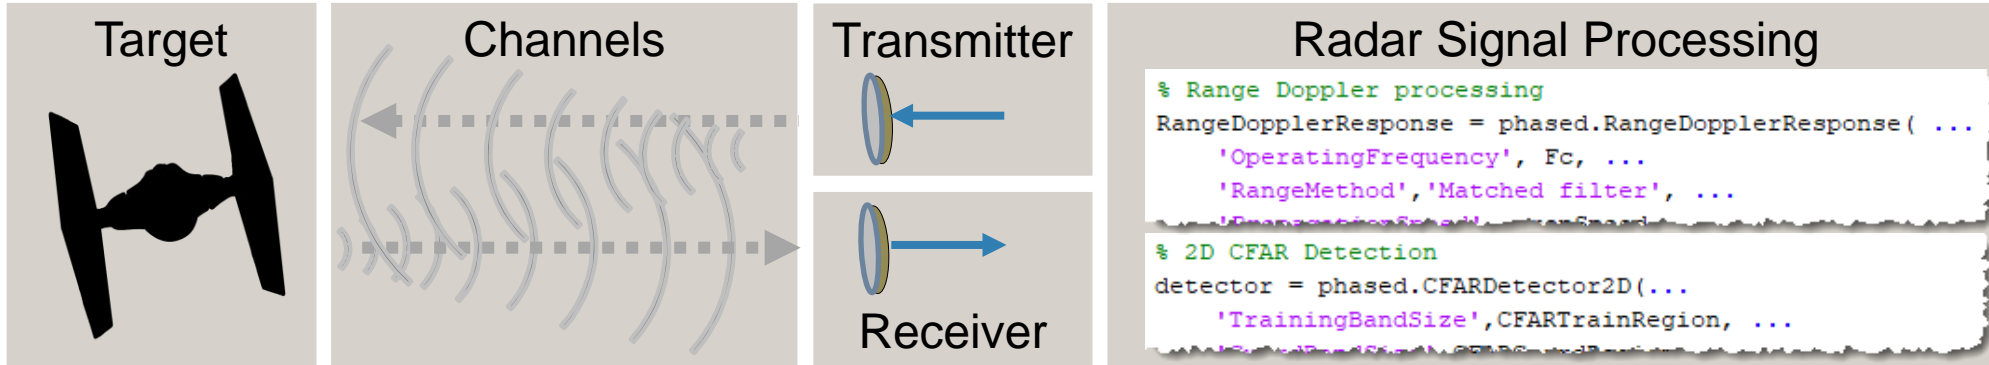 Target
Channels
Transmitter
Receiver
Radar Signal Processing
% Range Doppler processing
RangeDopplerResponse = phased.RangeDopplerResponse( ...
'OperatingFrequency', Fc, ...
'RangeMethod','Matched filter', ...
% 2D CFAR Detection
detector = phased.CFARDetector2D(...
'TrainingBandSize',CFARTrainRegion, ...